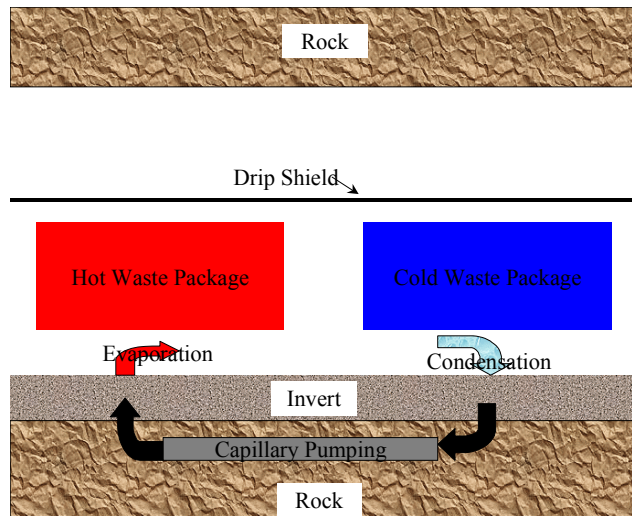 Rock
Drip Shield
Hot Waste Package
Cold Waste Package
Evaporation
Condensation
Invert
Capillary Pumping
Rock